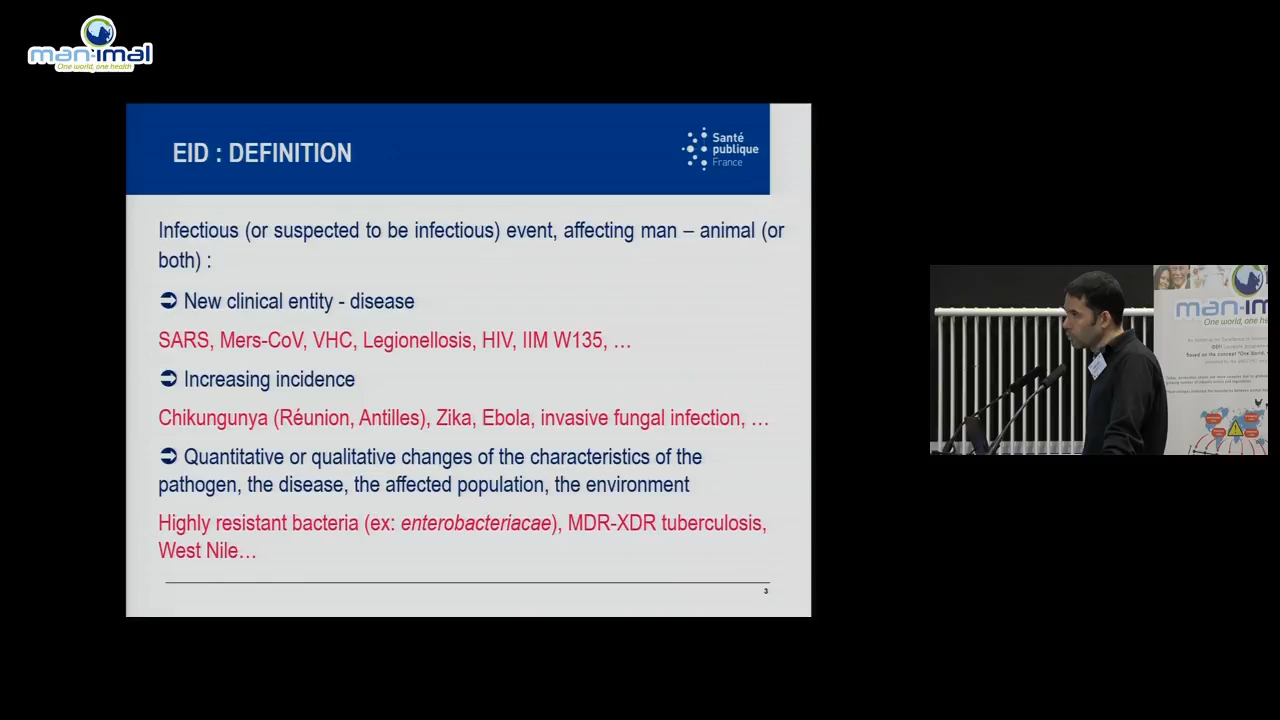 man-imal
One world, one health
EID : DEFINITION
Santé
publique
France
Infectious (or suspected to be infectious) event, affecting man – animal (or
both) :
➲ New clinical entity - disease
SARS, Mers-CoV, VHC, Legionellosis, HIV, IIM W135, …
➲ Increasing incidence
Chikungunya (Réunion, Antilles), Zika, Ebola, invasive fungal infection, …
➲ Quantitative or qualitative changes of the characteristics of the
pathogen, the disease, the affected population, the environment
Highly resistant bacteria (ex: enterobacteriacae), MDR-XDR tuberculosis,
West Nile…
3
man-im
One world, one